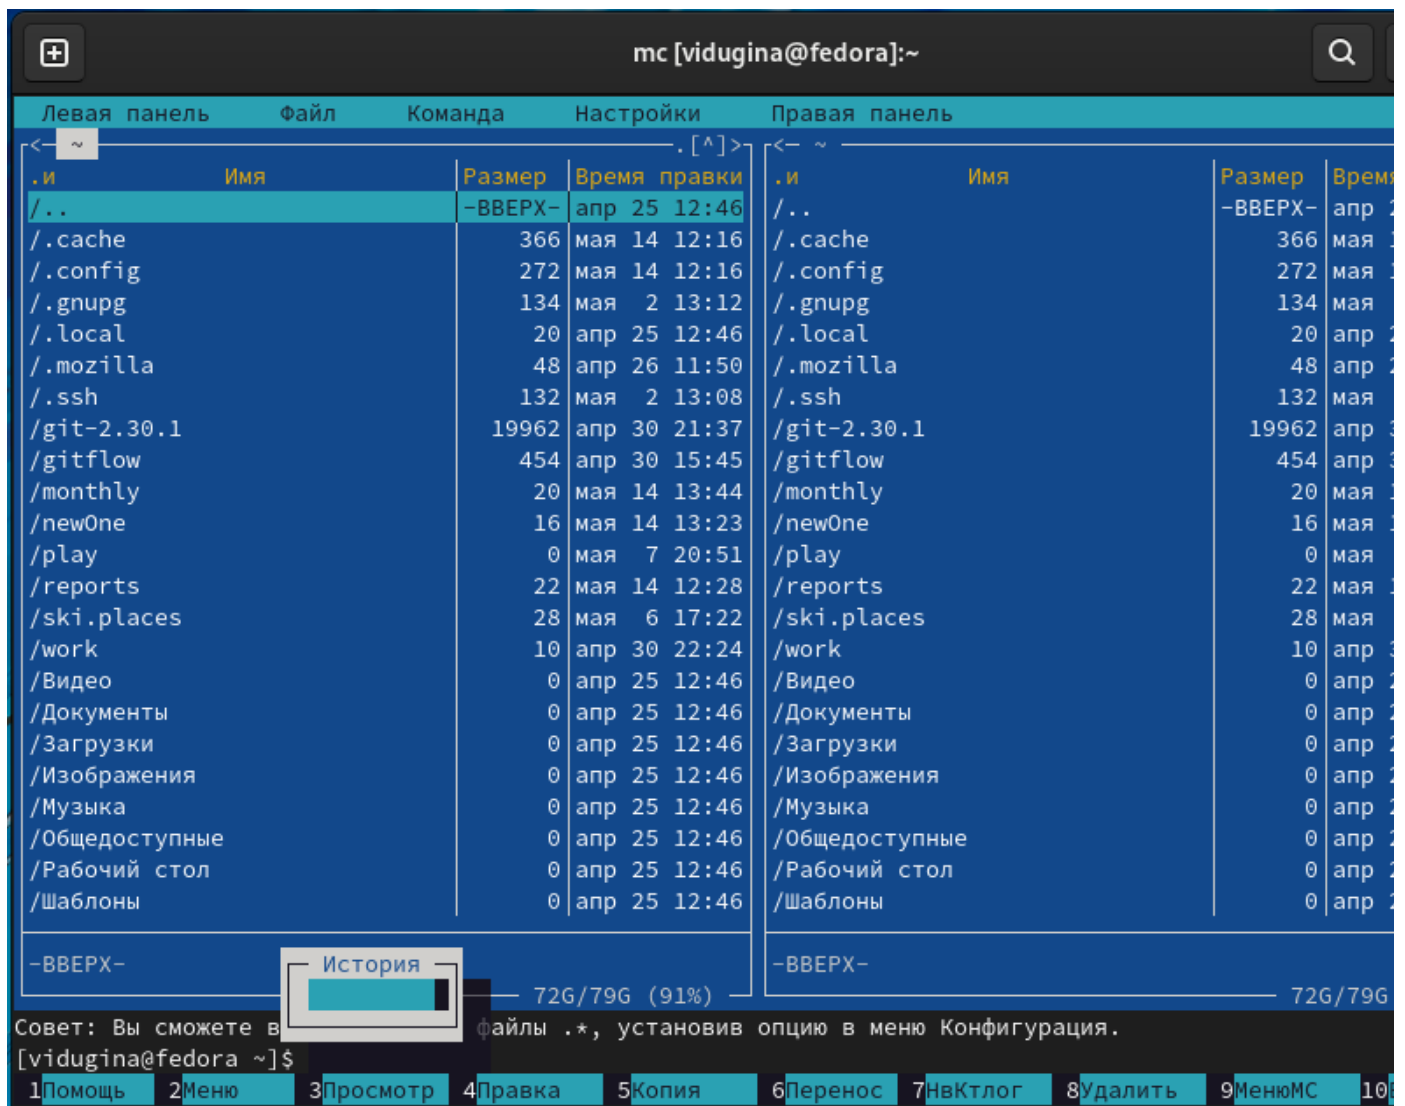 mc [vidugina@fedora]:~
Левая панель Файл Команда Настройки Правая панель
<— ~ .[^]> <— ~
.и Имя Размер Время правки .и Имя Размер
/.. -ВВЕРХ- апр 25 12:46 /.. -ВВЕРХ- апр
/.cache 366 мая 14 12:16 /.cache 366 мая
/.config 272 мая 14 12:16 /.config 272 мая
/.gnupg 134 мая 2 13:12 /.gnupg 134 мая
/.local 20 апр 25 12:46 /.local 20 апр
/.mozilla 48 апр 26 11:50 /.mozilla 48 апр
/.ssh 132 мая 2 13:08 /.ssh 132 мая
/git-2.30.1 19962 апр 30 21:37 /git-2.30.1 19962 апр
/gitflow 454 апр 30 15:45 /gitflow 454 апр
/monthly 20 мая 14 13:44 /monthly 20 мая
/newOne 16 мая 14 13:23 /newOne 16 мая
/play 0 мая 7 20:51 /play 0 мая
/reports 22 мая 14 12:28 /reports 22 мая
/ski.places 28 мая 6 17:22 /ski.places 28 мая
/work 10 апр 30 22:24 /work 10 апр
/Видео 0 апр 25 12:46 /Видео 0 апр
/Документы 0 апр 25 12:46 /Документы 0 апр
/Загрузки 0 апр 25 12:46 /Загрузки 0 апр
/Изображения 0 апр 25 12:46 /Изображения 0 апр
/Музыка 0 апр 25 12:46 /Музыка 0 апр
/Общедоступные 0 апр 25 12:46 /Общедоступные 0 апр
/Рабочий стол 0 апр 25 12:46 /Рабочий стол 0 апр
/Шаблоны 0 апр 25 12:46 /Шаблоны 0 апр
-ВВЕРХ- История -ВВЕРХ-
72G/79G (91%) 72G/79G
Совет: Вы сможете в файлы .*, установив опцию в меню Конфигурация.
[vidugina@fedora ~]$
1Помощь 2Меню 3Просмотр 4Правка 5Копия 6Перенос 7НвКтлог 8Удалить 9МенюМС 10